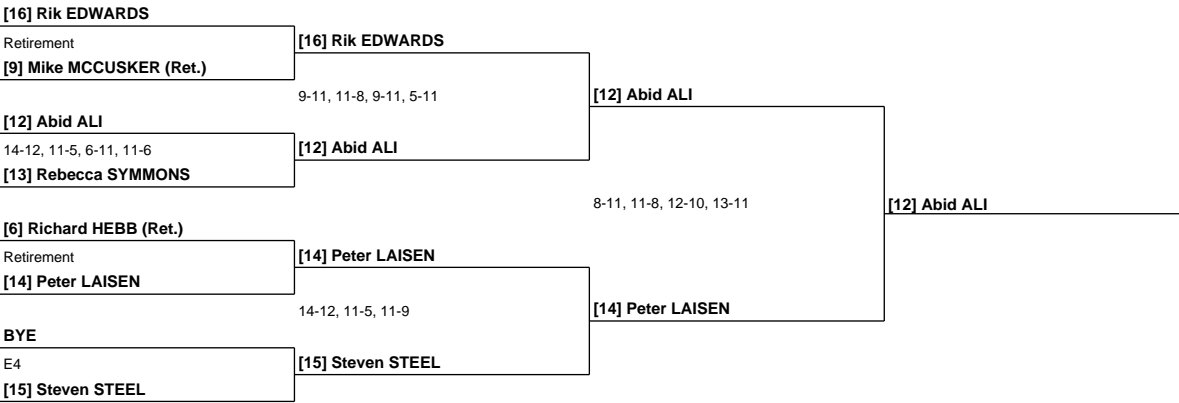 [16] Rik EDWARDS
Retirement
[9] Mike MCCUSKER (Ret.)
[12] Abid ALI
14-12, 11-5, 6-11, 11-6
[13] Rebecca SYMMONS
[6] Richard HEBB (Ret.)
Retirement
[14] Peter LAISEN
BYE
E4
[15] Steven STEEL
[16] Rik EDWARDS
9-11, 11-8, 9-11, 5-11
[12] Abid ALI
[14] Peter LAISEN
14-12, 11-5, 11-9
[15] Steven STEEL
[12] Abid ALI
8-11, 11-8, 12-10, 13-11
[14] Peter LAISEN
[12] Abid ALI